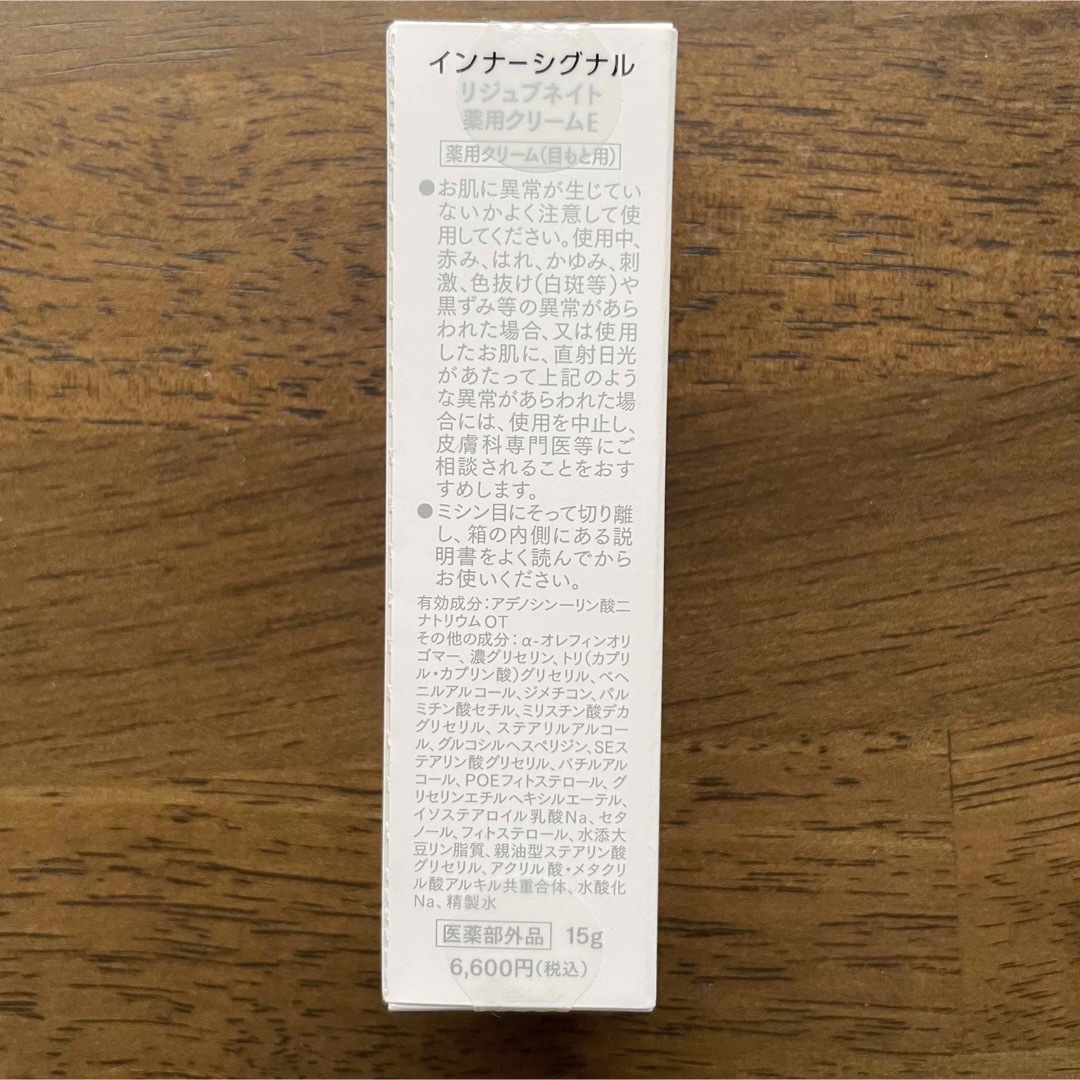 インナーシグナル
リジュブネイト
薬用クリームE
薬用クリーム(目もと用)
●お肌に異常が生じてい
ないかよく注意して使
用してください。使用中、
赤み、はれ、かゆみ、刺
激、色抜け(白斑等)や
黒ずみ等の異常があら
われた場合、又は使用
したお肌に、直射日光
があたって上記のよう
な異常があらわれた場
合には、使用を中止し、
皮膚科専門医等にご
相談されることをおす
すめします。
●ミシン目にそって切り離
し、箱の内側にある説
明書をよく読んでから
お使いください。
有効成分:アデノシン一リン酸二
ナトリウムOT
その他の成分:α-オレフィンオリ
ゴマー、濃グリセリン、トリ(カプリ
ル・カプリン酸)グリセリル、ベヘ
ニルアルコール、ジメチコン、パル
ミチン酸セチル、ミリスチン酸デカ
グリセリル、ステアリルアルコー
ル、グルコシルヘスペリジン、SEス
テアリン酸グリセリル、バチルアル
コール、POEフィトステロール、グ
リセリンエチルヘキシルエーテル、
イソステアロイル乳酸Na、セタ
ノール、フィトステロール、水添大
豆リン脂質、親油型ステアリン酸
グリセリル、アクリル酸・メタクリ
ル酸アルキル共重合体、水酸化
Na、精製水
医薬部外品 15g
6,600円(税込)